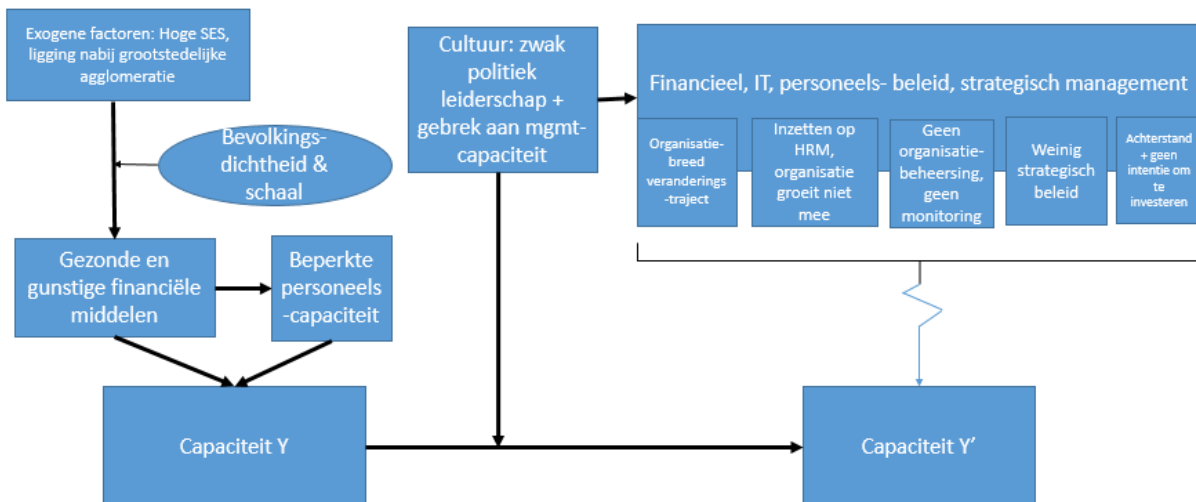 Exogene factoren: Hoge SES,
ligging nabij grootstedelijke
agglomeratie
Bevolkings-
dichtheid &
schaal
Gezonde en
gunstige financiële
middelen
Beperkte
personeels
-capaciteit
Capaciteit Y
Cultuur: zwak
politiek
leiderschap +
gebrek aan mgmt-
capaciteit
Financieel, IT, personeels- beleid, strategisch management
Organisatie-
breed
veranderings
-traject
Inzetten op
HRM,
organisatie
groeit niet
mee
Geen
organisatie-
beheersing,
geen
monitoring
Weinig
strategisch
beleid
Achterstand
+ geen
intentie om
te
investeren
Capaciteit Y’